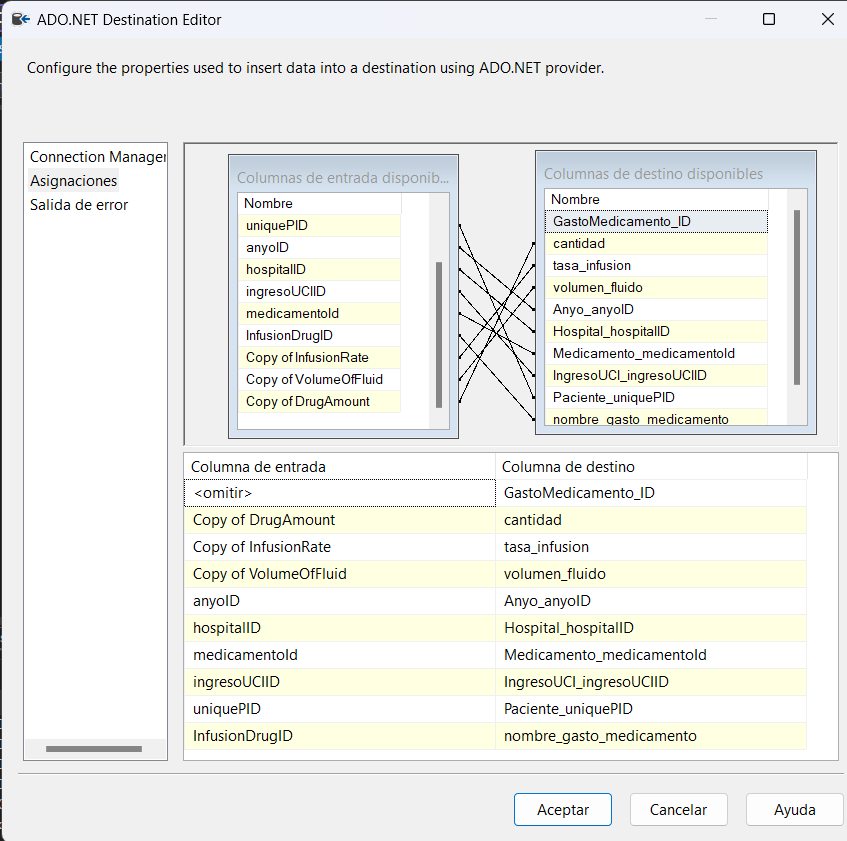 ADO.NET Destination Editor
Configure the properties used to insert data into a destination using ADO.NET provider.
Connection Manager
Asignaciones
Salida de error
Columnas de entrada disponib...
Nombre
uniquePID
anyoID
hospitalID
ingresoUCIID
medicamentoId
InfusionDrugID
Copy of InfusionRate
Copy of VolumeOfFluid
Copy of DrugAmount
Columnas de destino disponibles
Nombre
GastoMedicamento_ID
cantidad
tasa_infusion
volumen_fluido
Anyo_anyoID
Hospital_hospitalID
Medicamento_medicamentoId
IngresoUCI_ingresoUCIID
Paciente_uniquePID
nombre_gasto_medicamento
Columna de entrada Columna de destino
<omitir> GastoMedicamento_ID
Copy of DrugAmount cantidad
Copy of InfusionRate tasa_infusion
Copy of VolumeOfFluid volumen_fluido
anyoID Anyo_anyoID
hospitalID Hospital_hospitalID
medicamentoId Medicamento_medicamentoId
ingresoUCIID IngresoUCI_ingresoUCIID
uniquePID Paciente_uniquePID
InfusionDrugID nombre_gasto_medicamento
Aceptar Cancelar Ayuda